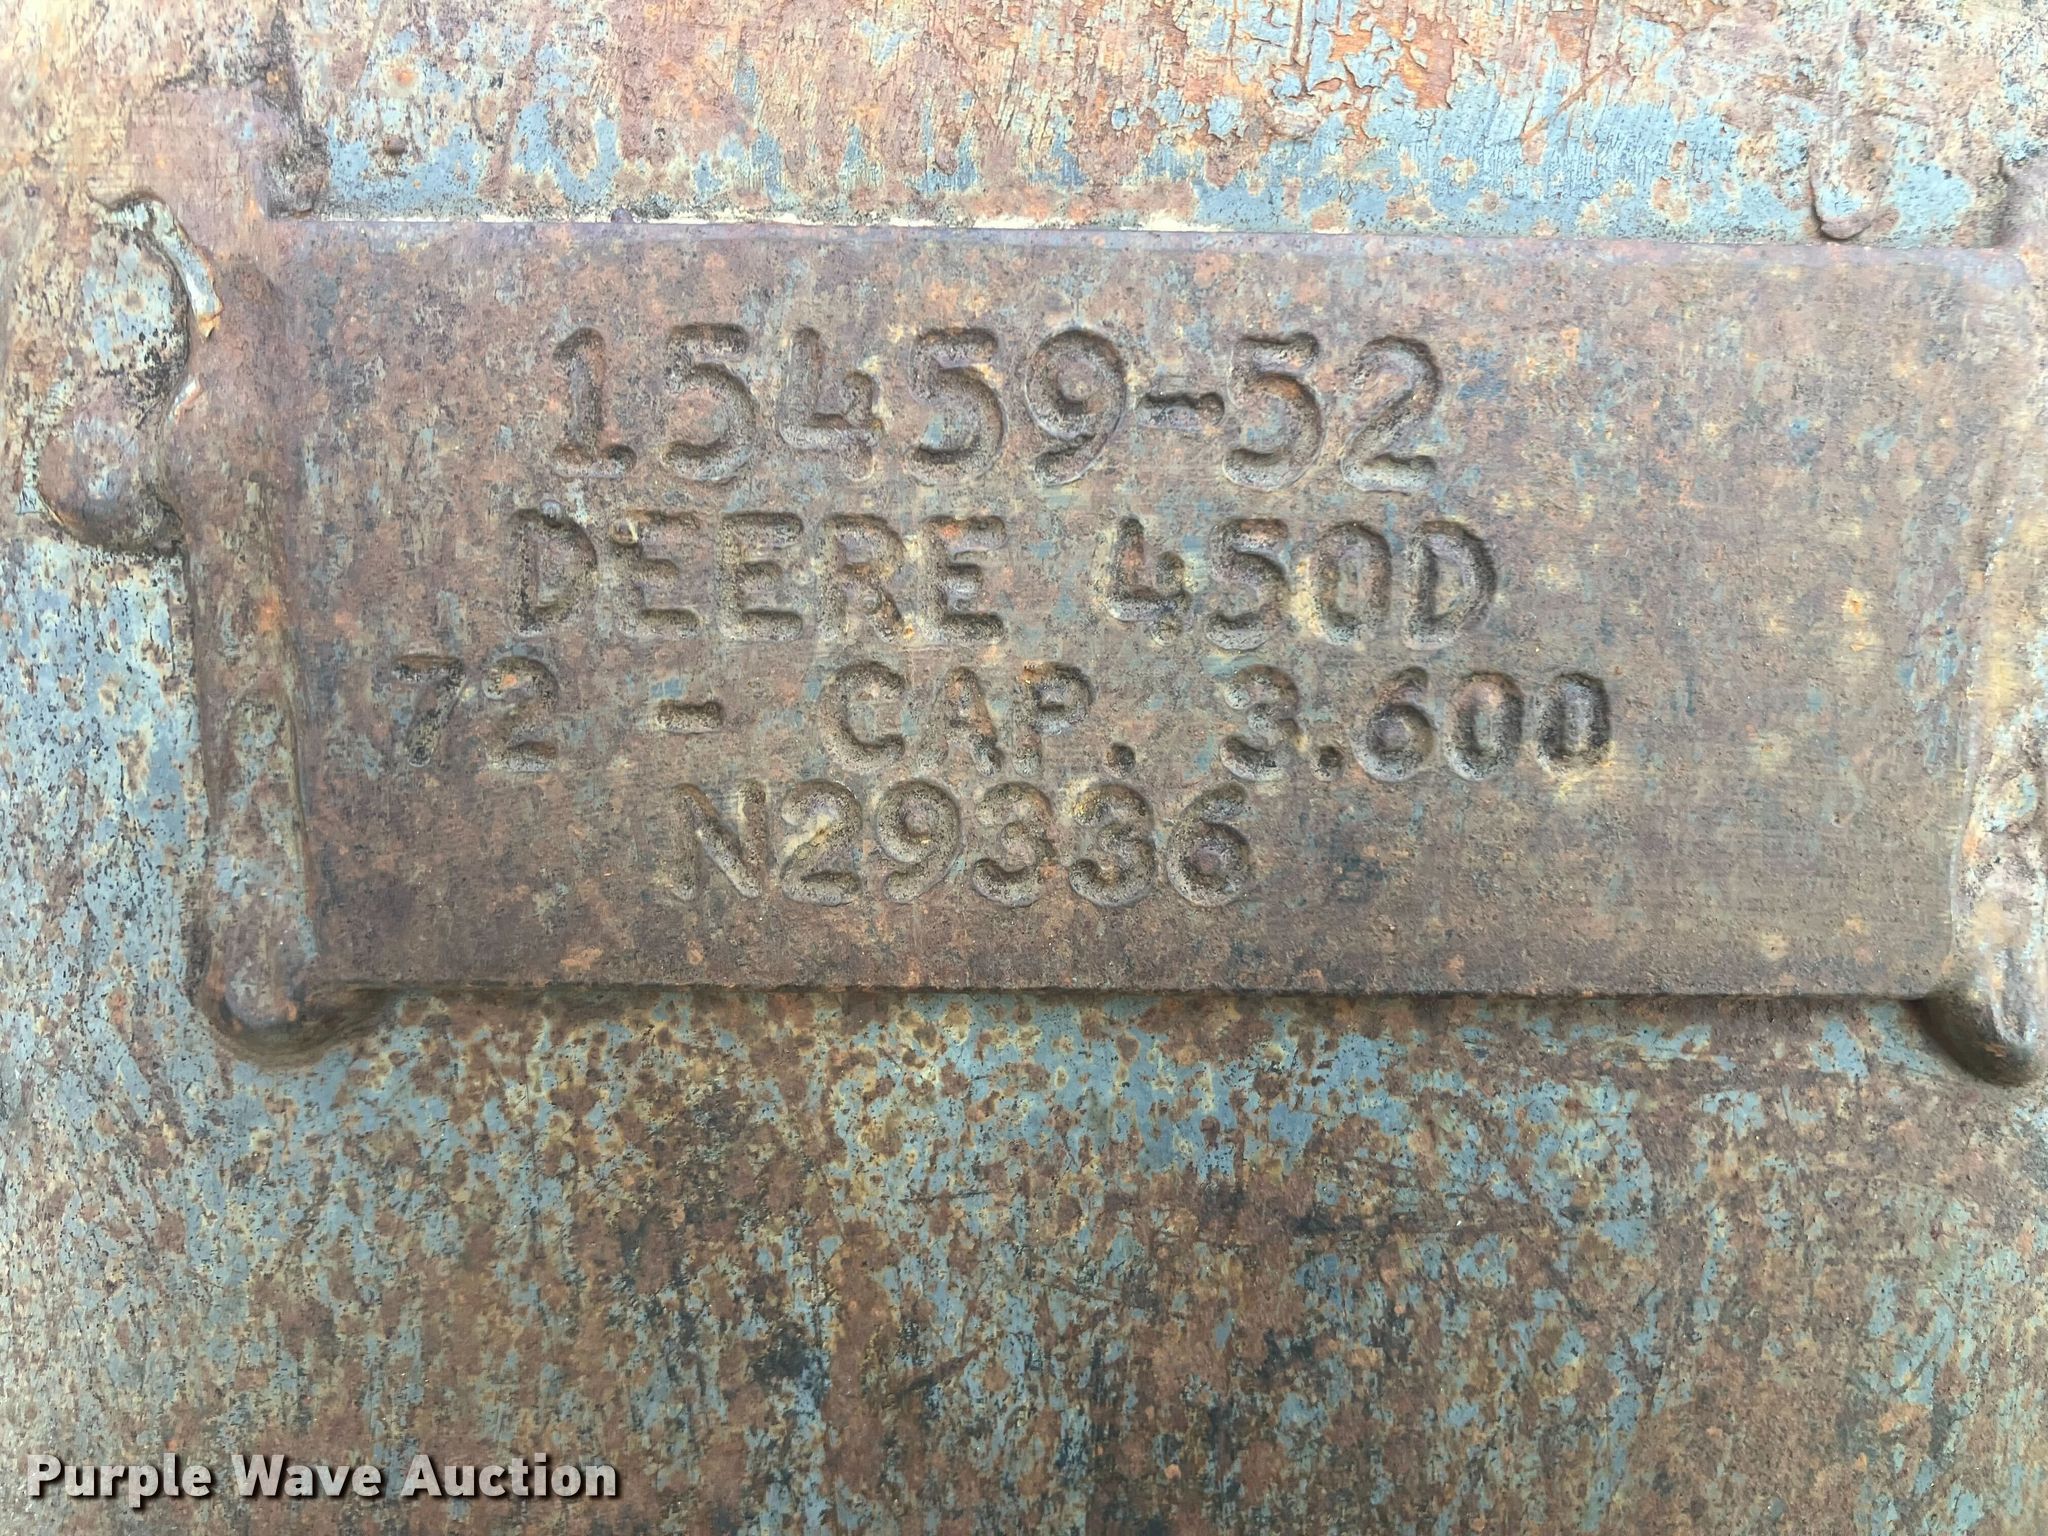 15459-52
DEERE 450D
72 - CAP. 3.600
N29336
Purple Wave Auction